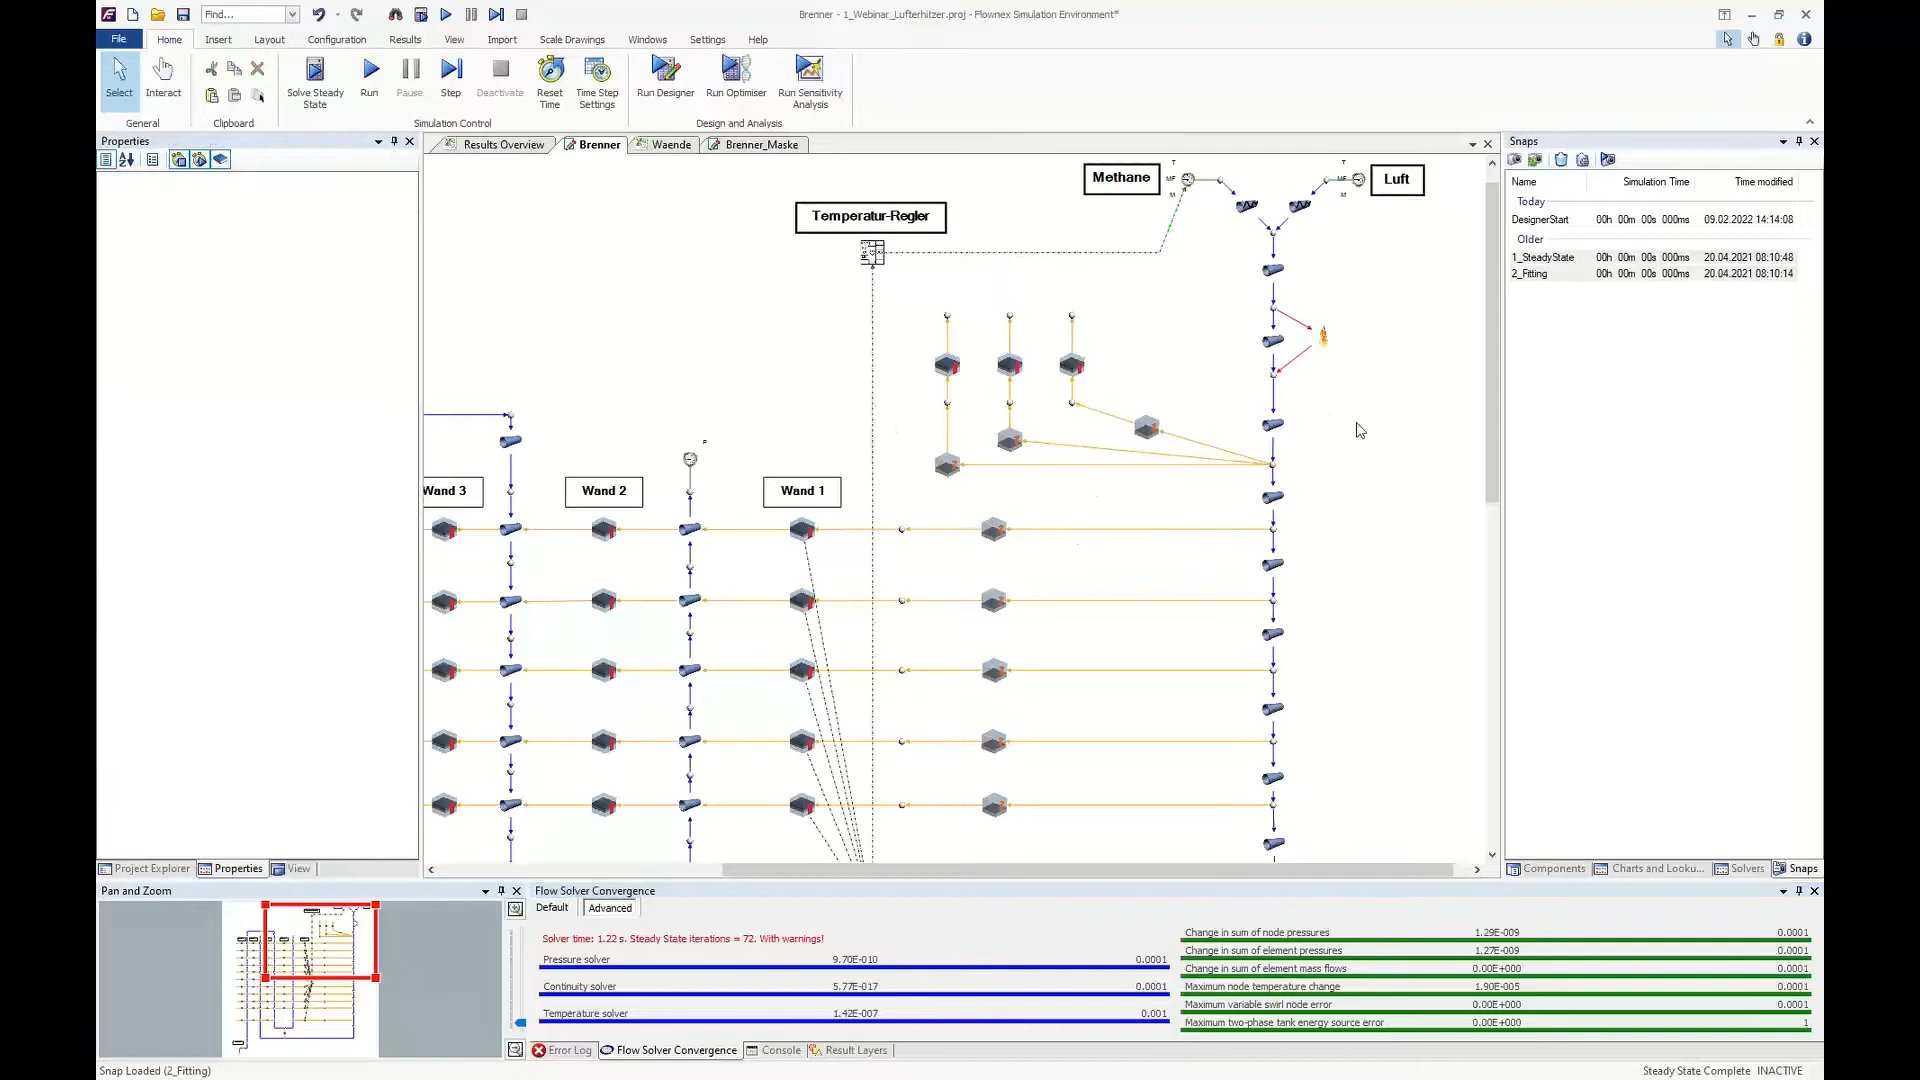 Find...
Brenner - 1_Webinar_Lufterhitzer.proj - Flownex Simulation Environment*
File Home Insert Layout Configuration Results View Import Scale Drawings Windows Settings Help
Select Interact Solve Steady State Run Pause Step Deactivate Reset Time Time Step Settings Run Designer Run Optimiser Run Sensitivity Analysis
General Clipboard Simulation Control Design and Analysis
Properties
Results Overview Brenner Waende Brenner_Maske
Snaps
Name Simulation Time Time modified
Today
DesignerStart 00h 00m 00s 000ms 09.02.2022 14:14:08
Older
1_SteadyState 00h 00m 00s 000ms 20.04.2021 08:10:48
2_Fitting 00h 00m 00s 000ms 20.04.2021 08:10:14
T T
Methane MF MF Luft
M M
Temperatur-Regler
P
Wand 3 Wand 2 Wand 1
Project Explorer Properties View
Components Charts and Looku... Solvers Snaps
Pan and Zoom
Flow Solver Convergence
Default Advanced
Solver time: 1.22 s. Steady State iterations = 72. With warnings!
Pressure solver 9.70E-010 0.0001
Continuity solver 5.77E-017 0.0001
Temperature solver 1.42E-007 0.001
Change in sum of node pressures 1.29E-009 0.0001
Change in sum of element pressures 1.27E-009 0.0001
Change in sum of element mass flows 0.00E+000 0.0001
Maximum node temperature change 1.90E-005 0.0001
Maximum variable swirl node error 0.00E+000 0.0001
Maximum two-phase tank energy source error 0.00E+000 1
Error Log Flow Solver Convergence Console Result Layers
Snap Loaded (2_Fitting)
Steady State Complete INACTIVE